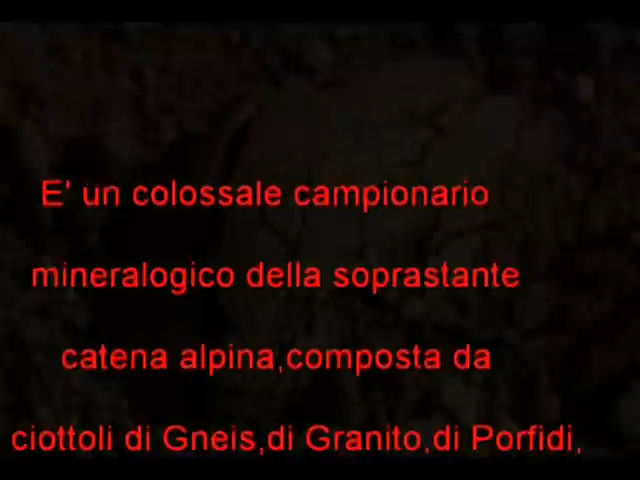 E' un colossale campionario
mineralogico della soprastante
catena alpina,composta da
ciottoli di Gneis,di Granito,di Porfidi,